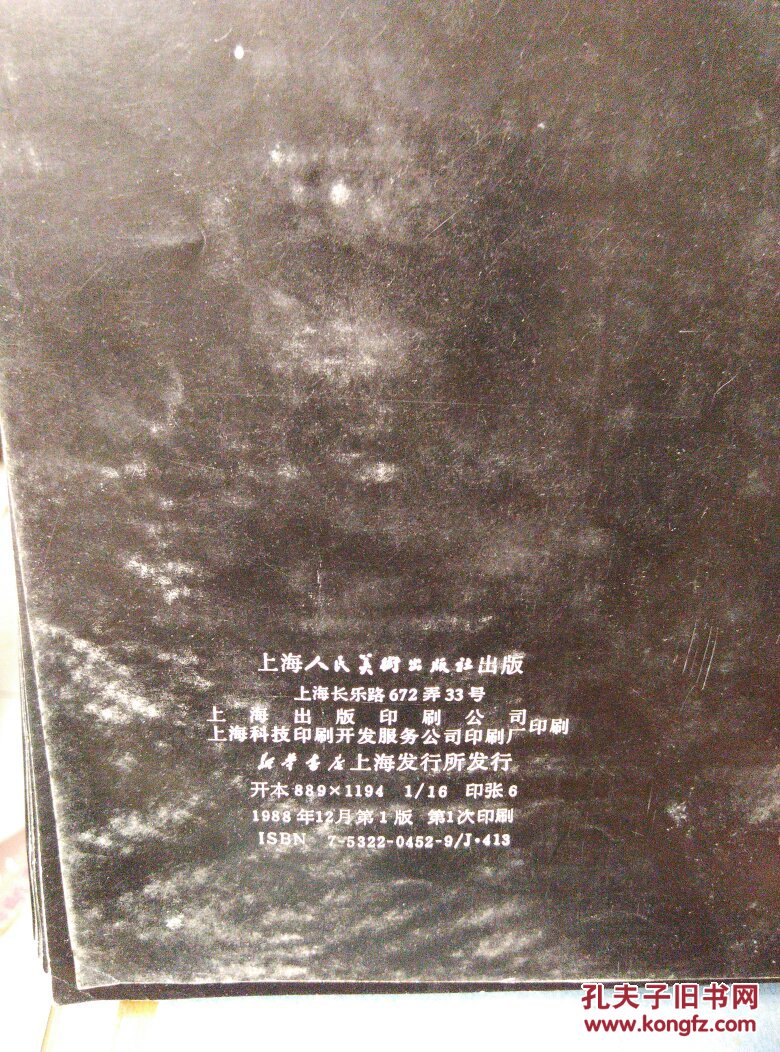 上海人民美術出版社出版
上海长乐路672弄33号
上海出版印刷公司
上海科技印刷开发服务公司印刷厂印刷
新华书店上海发行所发行
开本889×1194 1/16 印张6
1988年12月第1版 第1次印刷
ISBN 7-5322-0452-9/J·413
孔夫子旧书网
www.kongfz.com